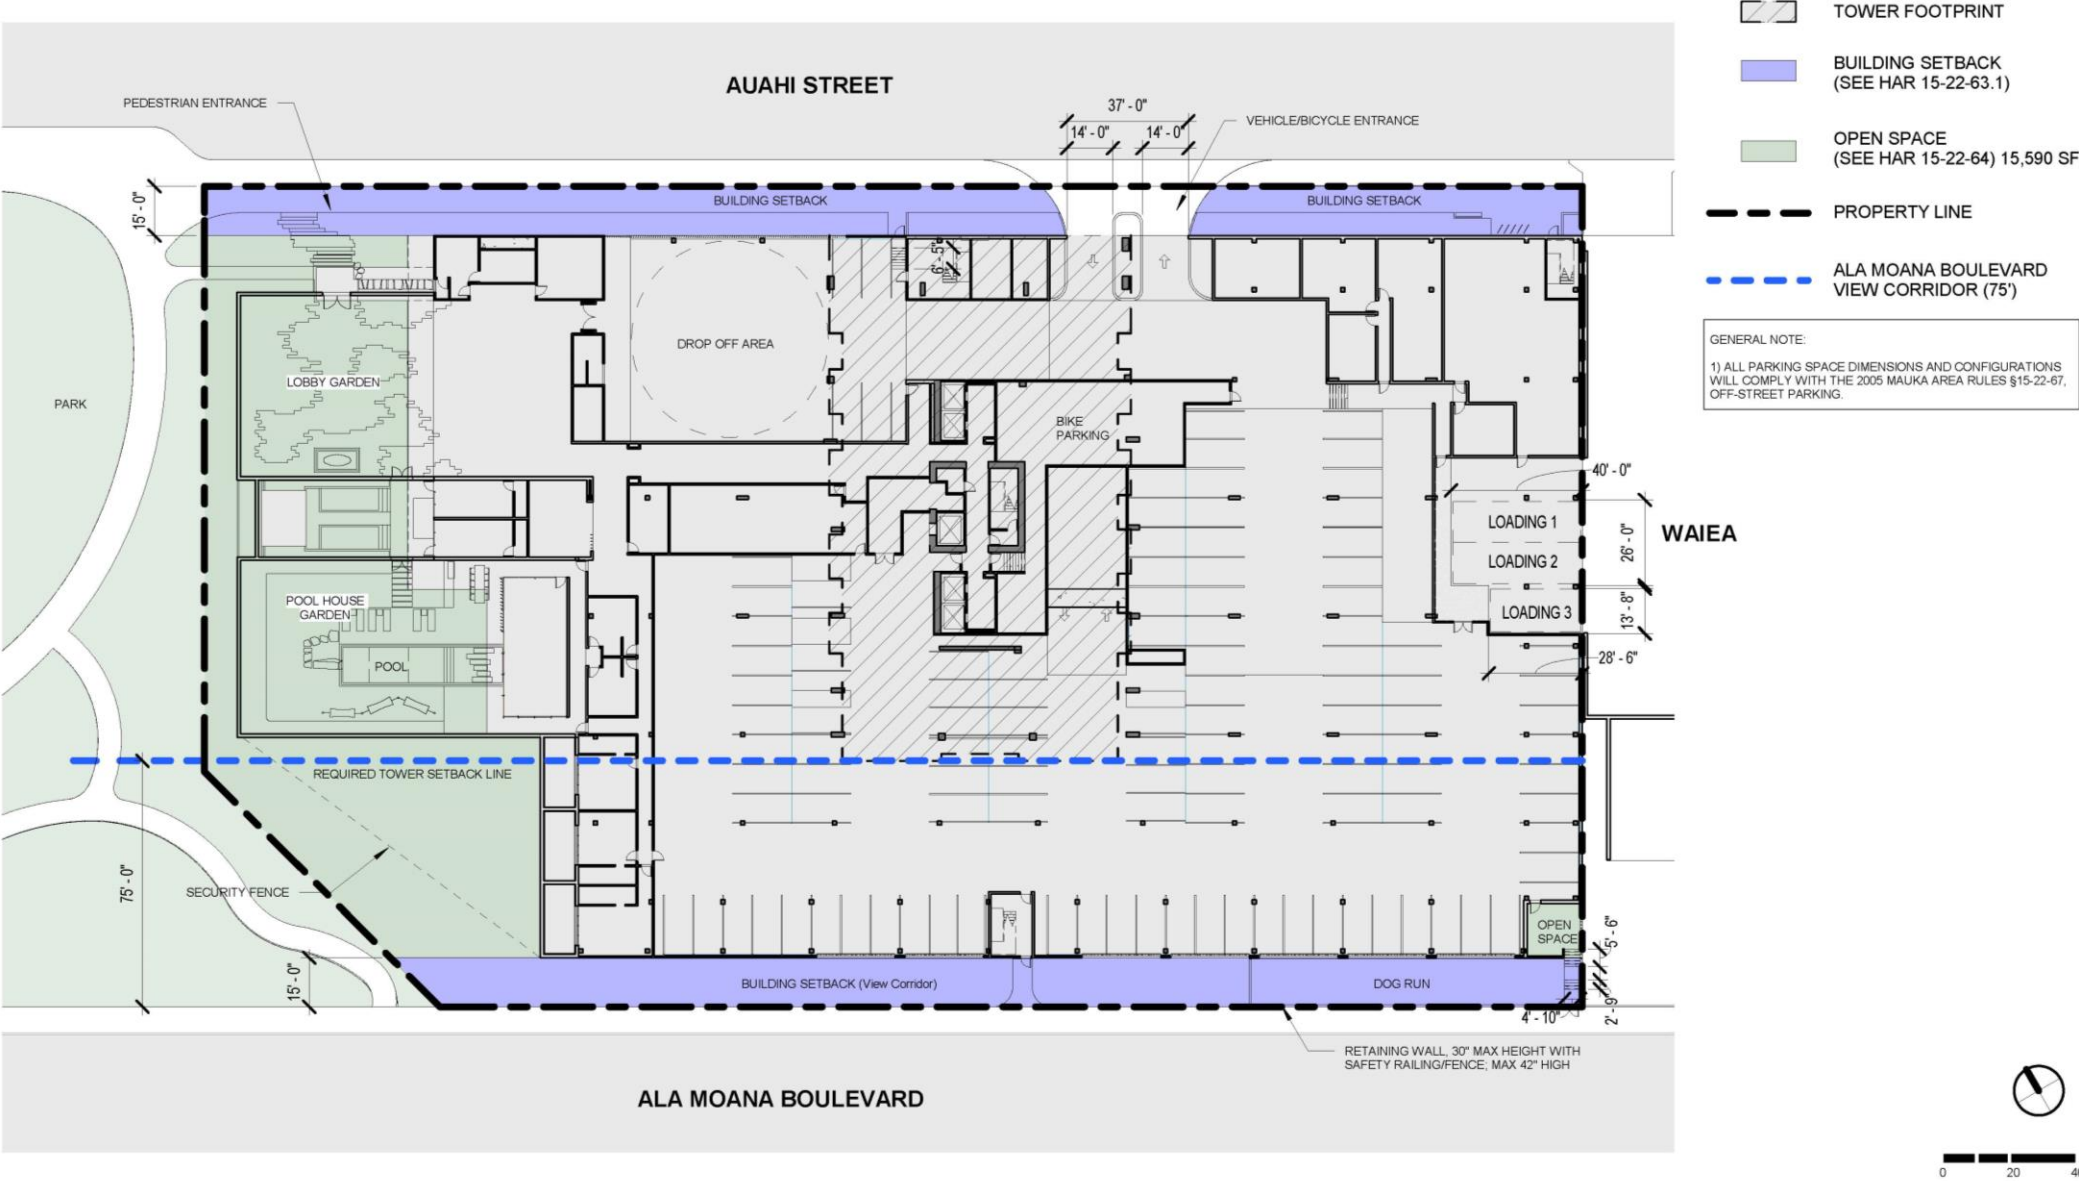 TOWER FOOTPRINT
BUILDING SETBACK
(SEE HAR 15-22-63.1)
OPEN SPACE
(SEE HAR 15-22-64) 15,590 SF
PROPERTY LINE
ALA MOANA BOULEVARD
VIEW CORRIDOR (75')
GENERAL NOTE:
1) ALL PARKING SPACE DIMENSIONS AND CONFIGURATIONS
WILL COMPLY WITH THE 2005 MAUKA AREA RULES §15-22-67,
OFF-STREET PARKING.
AUAHI STREET
PEDESTRIAN ENTRANCE
37' - 0"
14' - 0"
14' - 0"
VEHICLE/BICYCLE ENTRANCE
15' - 0"
BUILDING SETBACK
BUILDING SETBACK
6' - 5"
DROP OFF AREA
LOBBY GARDEN
PARK
BIKE
PARKING
40' - 0"
LOADING 1
WAIEA
26' - 0"
LOADING 2
LOADING 3
13' - 8"
28' - 6"
POOL HOUSE
GARDEN
POOL
REQUIRED TOWER SETBACK LINE
75' - 0"
SECURITY FENCE
OPEN
SPACE
5' - 6"
15' - 0"
BUILDING SETBACK (View Corridor)
DOG RUN
4' - 10"
2' - 9"
RETAINING WALL, 30" MAX HEIGHT WITH
SAFETY RAILING/FENCE; MAX 42" HIGH
ALA MOANA BOULEVARD
0 20